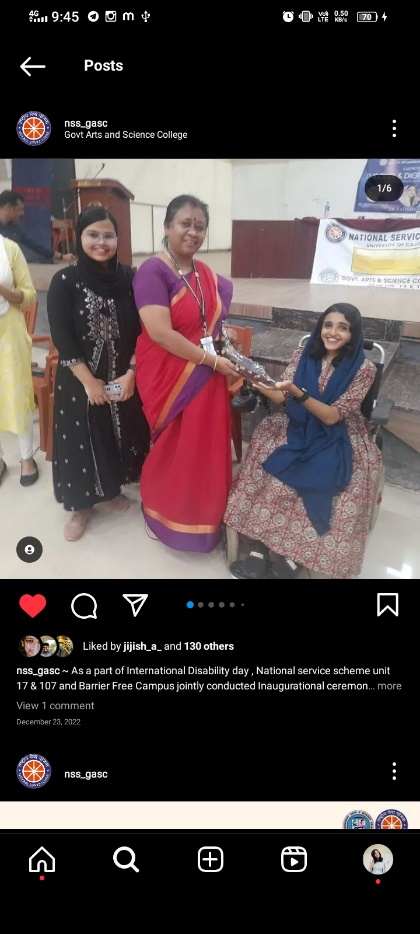 4G 9:45 m VoI LTE 0.50 KB/s 70
Posts
nss_gasc
Govt Arts and Science College
1/6
NATIONAL SERVIC
UNIVERSITY OF CALI
GOVT. ARTS & SCIENCE CO
Liked by jijish_a_ and 130 others
nss_gasc ~ As a part of International Disability day , National service scheme unit
17 & 107 and Barrier Free Campus jointly conducted Inaugurational ceremon... more
View 1 comment
December 23, 2022
nss_gasc